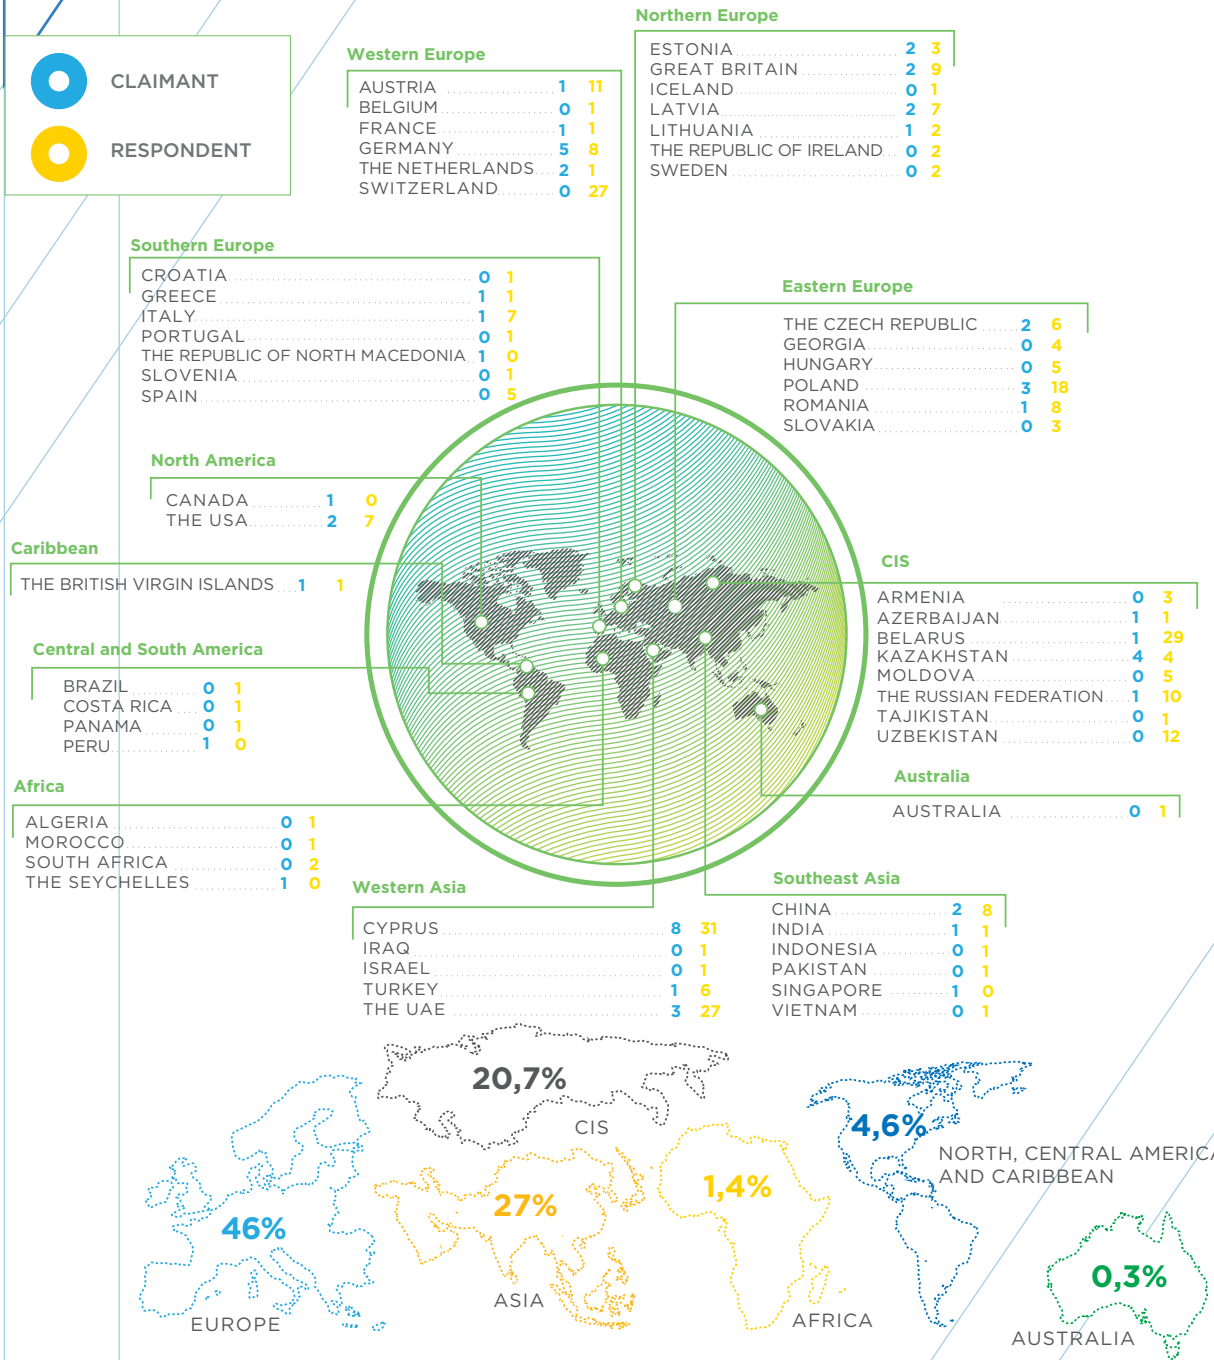 CLAIMANT
RESPONDENT
Western Europe
AUSTRIA 1 11
BELGIUM 0 1
FRANCE 1 1
GERMANY 5 8
THE NETHERLANDS 2 1
SWITZERLAND 0 27
Northern Europe
ESTONIA 2 3
GREAT BRITAIN 2 9
ICELAND 0 1
LATVIA 2 7
LITHUANIA 1 2
THE REPUBLIC OF IRELAND 0 2
SWEDEN 0 2
Southern Europe
CROATIA 0 1
GREECE 1 1
ITALY 1 7
PORTUGAL 0 1
THE REPUBLIC OF NORTH MACEDONIA 1 0
SLOVENIA 0 1
SPAIN 0 5
Eastern Europe
THE CZECH REPUBLIC 2 6
GEORGIA 0 4
HUNGARY 0 5
POLAND 3 18
ROMANIA 1 8
SLOVAKIA 0 3
North America
CANADA 1 0
THE USA 2 7
Caribbean
THE BRITISH VIRGIN ISLANDS 1 1
CIS
ARMENIA 0 3
AZERBAIJAN 1 1
BELARUS 1 29
KAZAKHSTAN 4 4
MOLDOVA 0 5
THE RUSSIAN FEDERATION 1 10
TAJIKISTAN 0 1
UZBEKISTAN 0 12
Central and South America
BRAZIL 0 1
COSTA RICA 0 1
PANAMA 0 1
PERU 1 0
Australia
AUSTRALIA 0 1
Africa
ALGERIA 0 1
MOROCCO 0 1
SOUTH AFRICA 0 2
THE SEYCHELLES 1 0
Western Asia
CYPRUS 8 31
IRAQ 0 1
ISRAEL 0 1
TURKEY 1 6
THE UAE 3 27
Southeast Asia
CHINA 2 8
INDIA 1 1
INDONESIA 0 1
PAKISTAN 0 1
SINGAPORE 1 0
VIETNAM 0 1
20,7%
CIS
4,6%
NORTH, CENTRAL AMERICA
AND CARIBBEAN
1,4%
AFRICA
27%
ASIA
46%
EUROPE
0,3%
AUSTRALIA